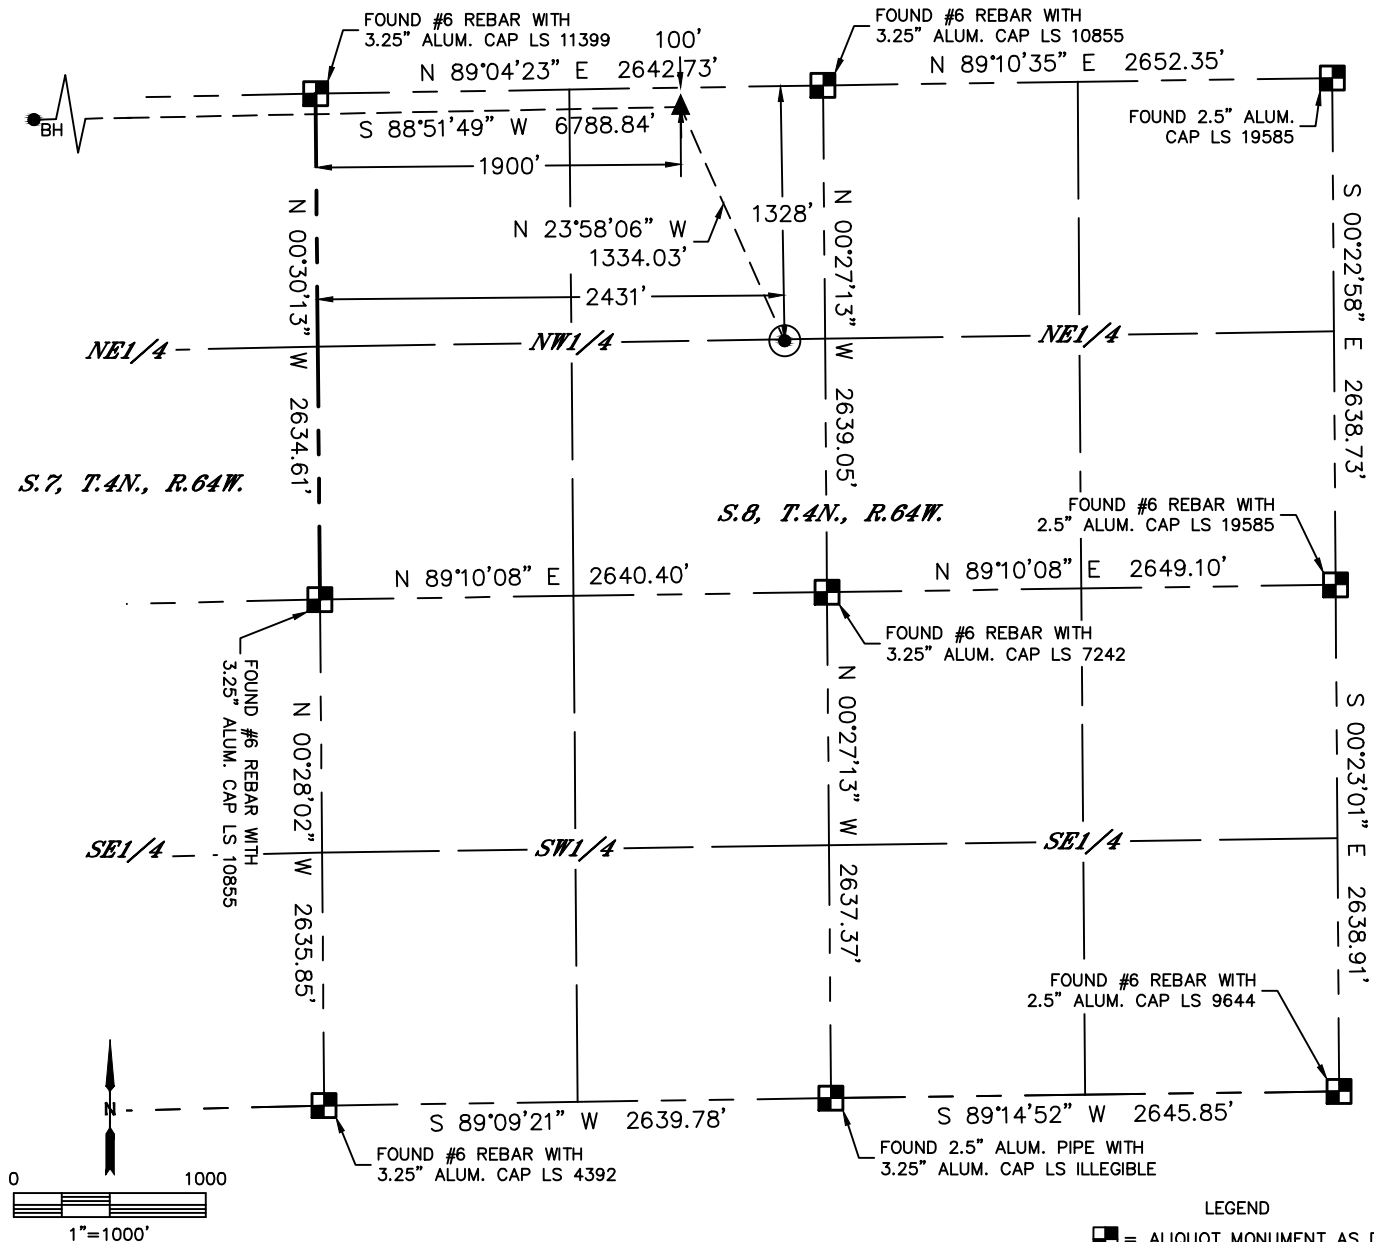 FOUND #6 REBAR WITH
3.25" ALUM. CAP LS 11399
100'
FOUND #6 REBAR WITH
3.25" ALUM. CAP LS 10855
N 89°04'23" E 2642.73'
N 89°10'35" E 2652.35'
FOUND 2.5" ALUM.
CAP LS 19585
BH
S 88°51'49" W 6788.84'
1900'
N 00°30'13" W 2634.61'
N 23°58'06" W
1334.03'
1328'
N 00°27'13" W 2639.05'
S 00°22'58" E 2638.73'
2431'
NE1/4
NW1/4
NE1/4
S.7, T.4N., R.64W.
S.8, T.4N., R.64W.
FOUND #6 REBAR WITH
2.5" ALUM. CAP LS 19585
N 89°10'08" E 2640.40'
N 89°10'08" E 2649.10'
FOUND #6 REBAR WITH
3.25" ALUM. CAP LS 7242
FOUND #6 REBAR WITH
3.25" ALUM. CAP LS 10855
N 00°28'02" W 2635.85'
N 00°27'13" W 2637.37'
S 00°23'01" E 2638.91'
SE1/4
SW1/4
SE1/4
FOUND #6 REBAR WITH
2.5" ALUM. CAP LS 9644
N
S 89°09'21" W 2639.78'
S 89°14'52" W 2645.85'
FOUND #6 REBAR WITH
3.25" ALUM. CAP LS 4392
FOUND 2.5" ALUM. PIPE WITH
3.25" ALUM. CAP LS ILLEGIBLE
0 1000
1"=1000'
LEGEND
= ALIQUOT MONUMENT AS